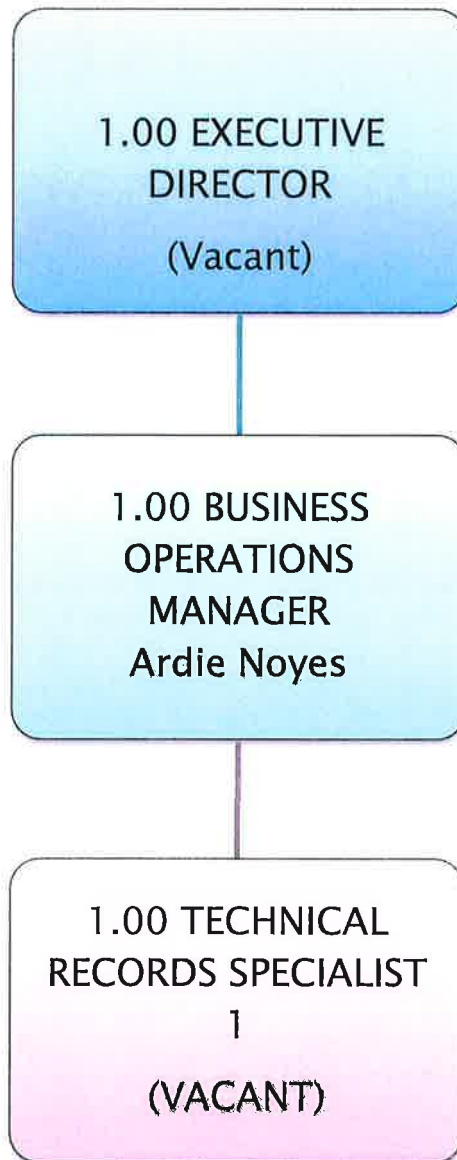 1.00 EXECUTIVE
DIRECTOR
(Vacant)
1.00 BUSINESS
OPERATIONS
MANAGER
Ardie Noyes
1.00 TECHNICAL
RECORDS SPECIALIST
1
(VACANT)